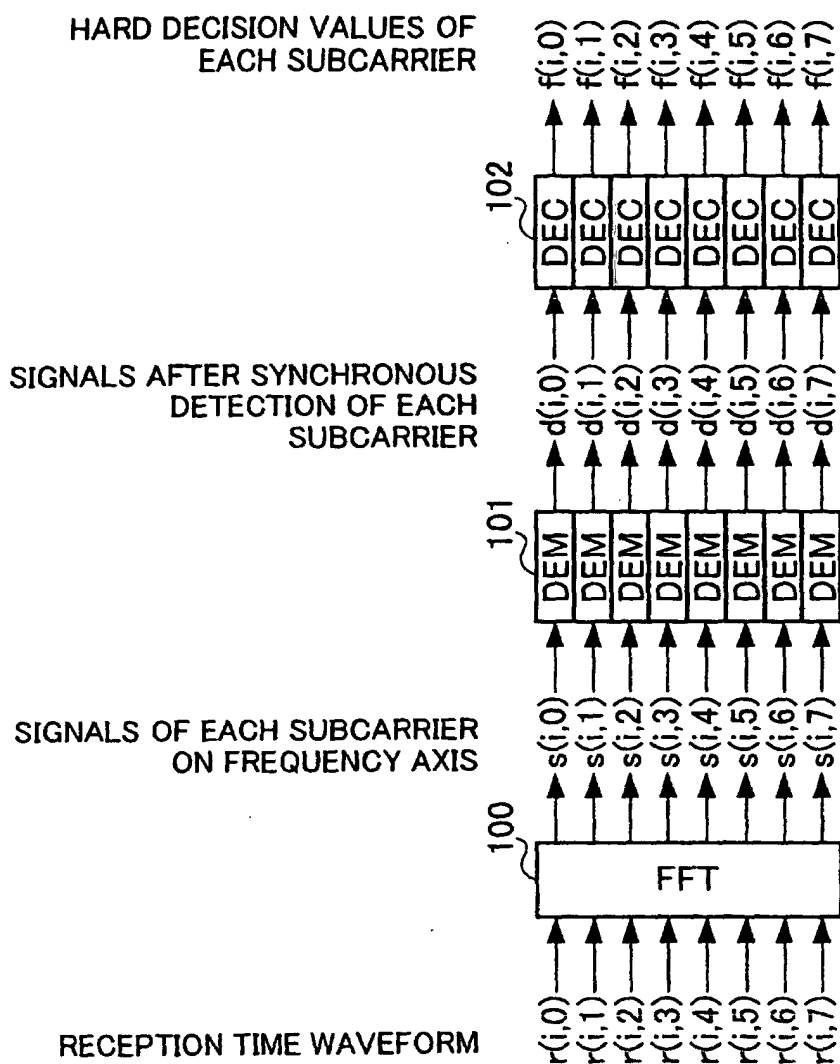 HARD DECISION VALUES OF
EACH SUBCARRIER
f(i,0)
f(i,1)
f(i,2)
f(i,3)
f(i,4)
f(i,5)
f(i,6)
f(i,7)
102
DEC
DEC
DEC
DEC
DEC
DEC
DEC
DEC
SIGNALS AFTER SYNCHRONOUS
DETECTION OF EACH
SUBCARRIER
d(i,0)
d(i,1)
d(i,2)
d(i,3)
d(i,4)
d(i,5)
d(i,6)
d(i,7)
101
DEM
DEM
DEM
DEM
DEM
DEM
DEM
DEM
SIGNALS OF EACH SUBCARRIER
ON FREQUENCY AXIS
s(i,0)
s(i,1)
s(i,2)
s(i,3)
s(i,4)
s(i,5)
s(i,6)
s(i,7)
100
FFT
RECEPTION TIME WAVEFORM
r(i,0)
r(i,1)
r(i,2)
r(i,3)
r(i,4)
r(i,5)
r(i,6)
r(i,7)